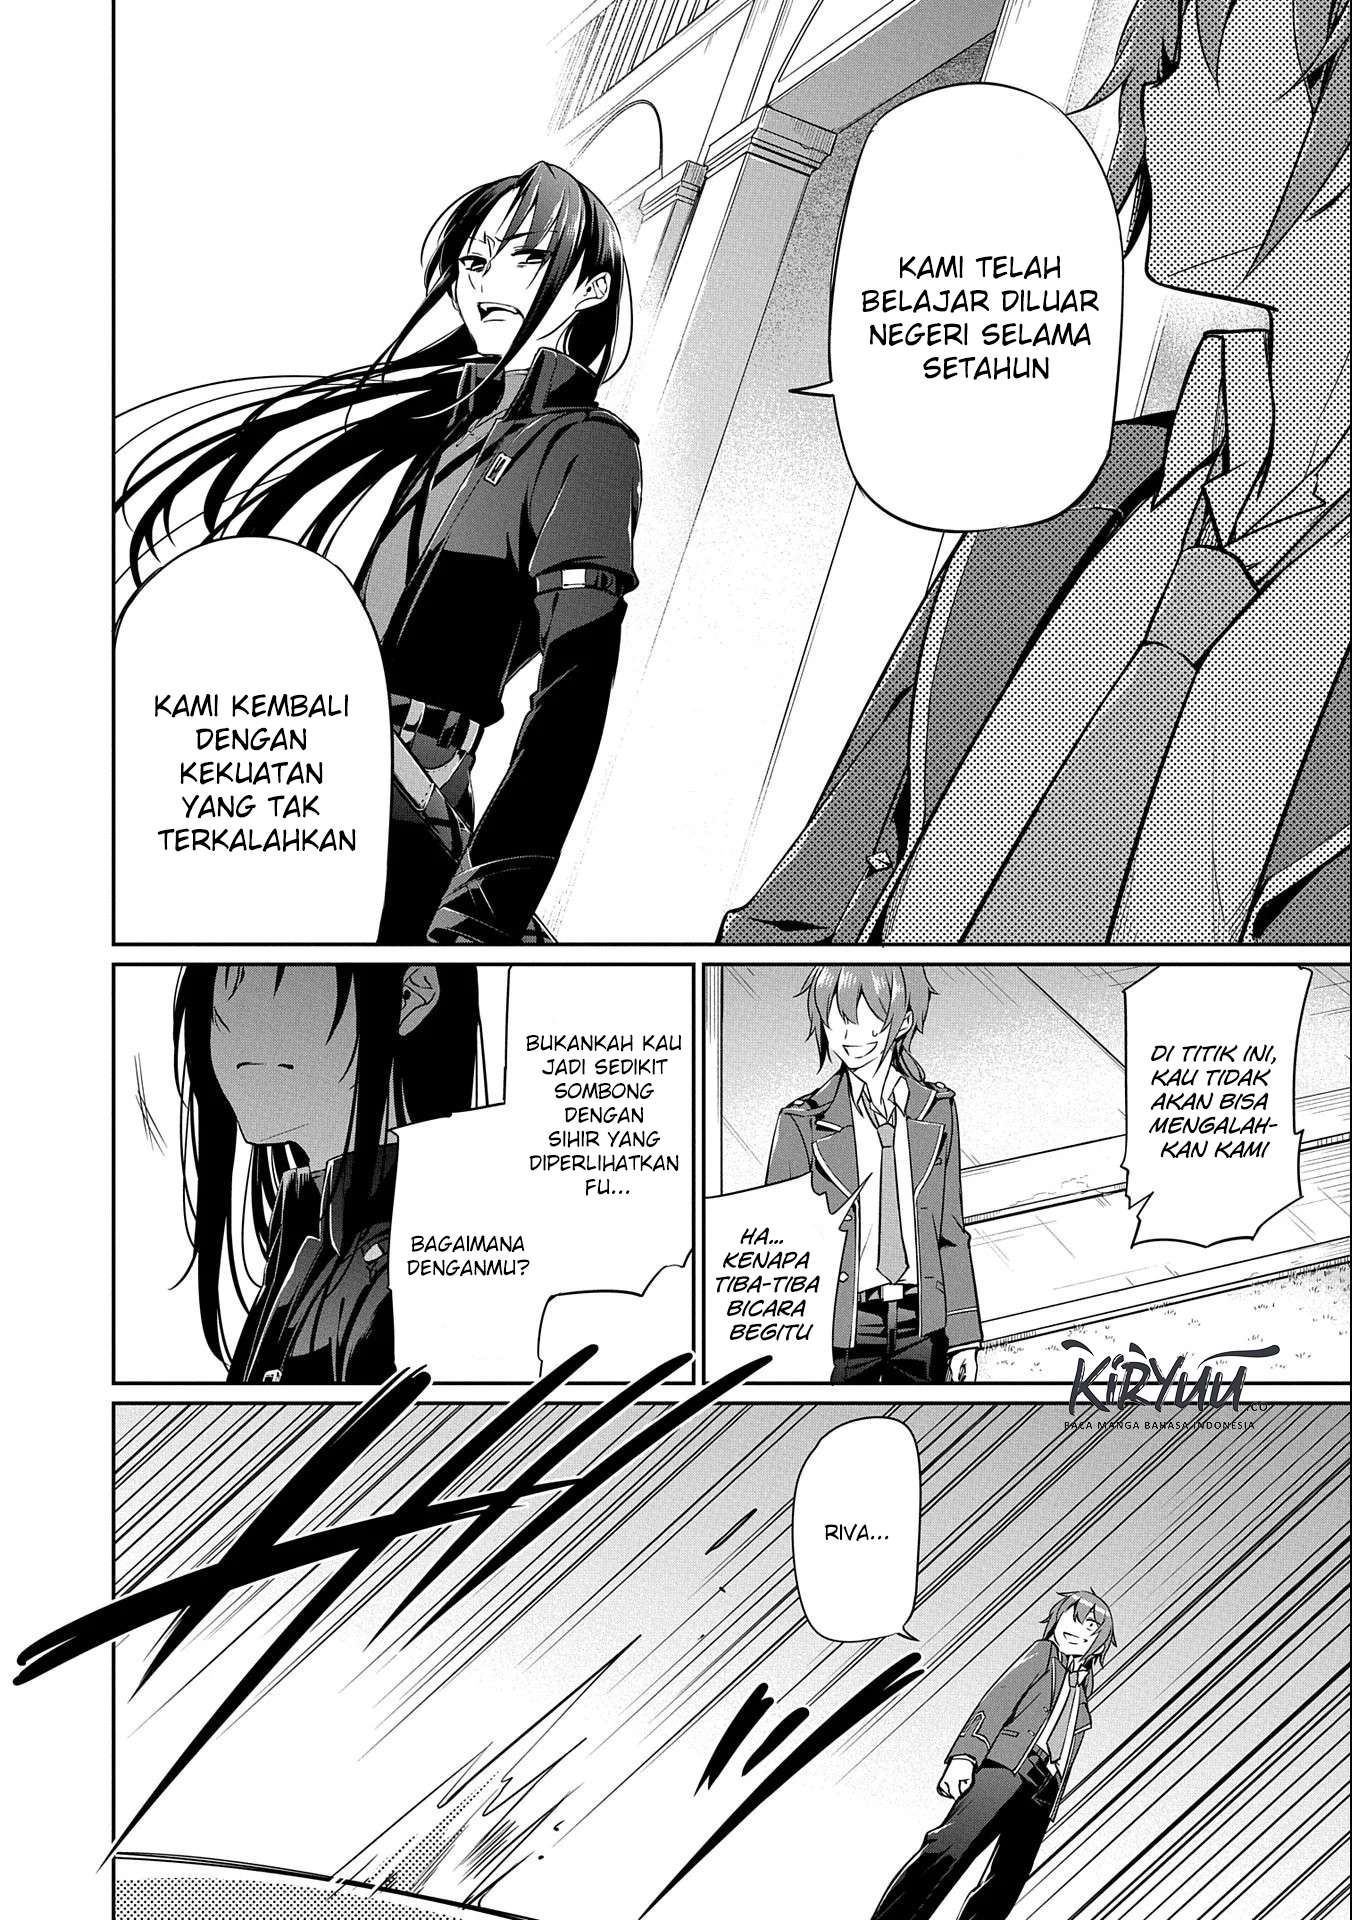 KAMI TELAH
BELAJAR DILUAR
NEGERI SELAMA
SETAHUN
KAMI KEMBALI
DENGAN
KEKUATAN
YANG TAK
TERKALAHKAN
DI TITIK INI,
KAU TIDAK
AKAN BISA
MENGALAH-
KAN KAMI
HA...
KENAPA
TIBA-TIBA
BICARA
BEGITU
BUKANKAH KAU
JADI SEDIKIT
SOMBONG
DENGAN
SIHIR YANG
DIPERLIHATKAN
FU...
BAGAIMANA
DENGANMU?
KIRYUU.CO
BACA MANGA BAHASA INDONESIA
RIVA...